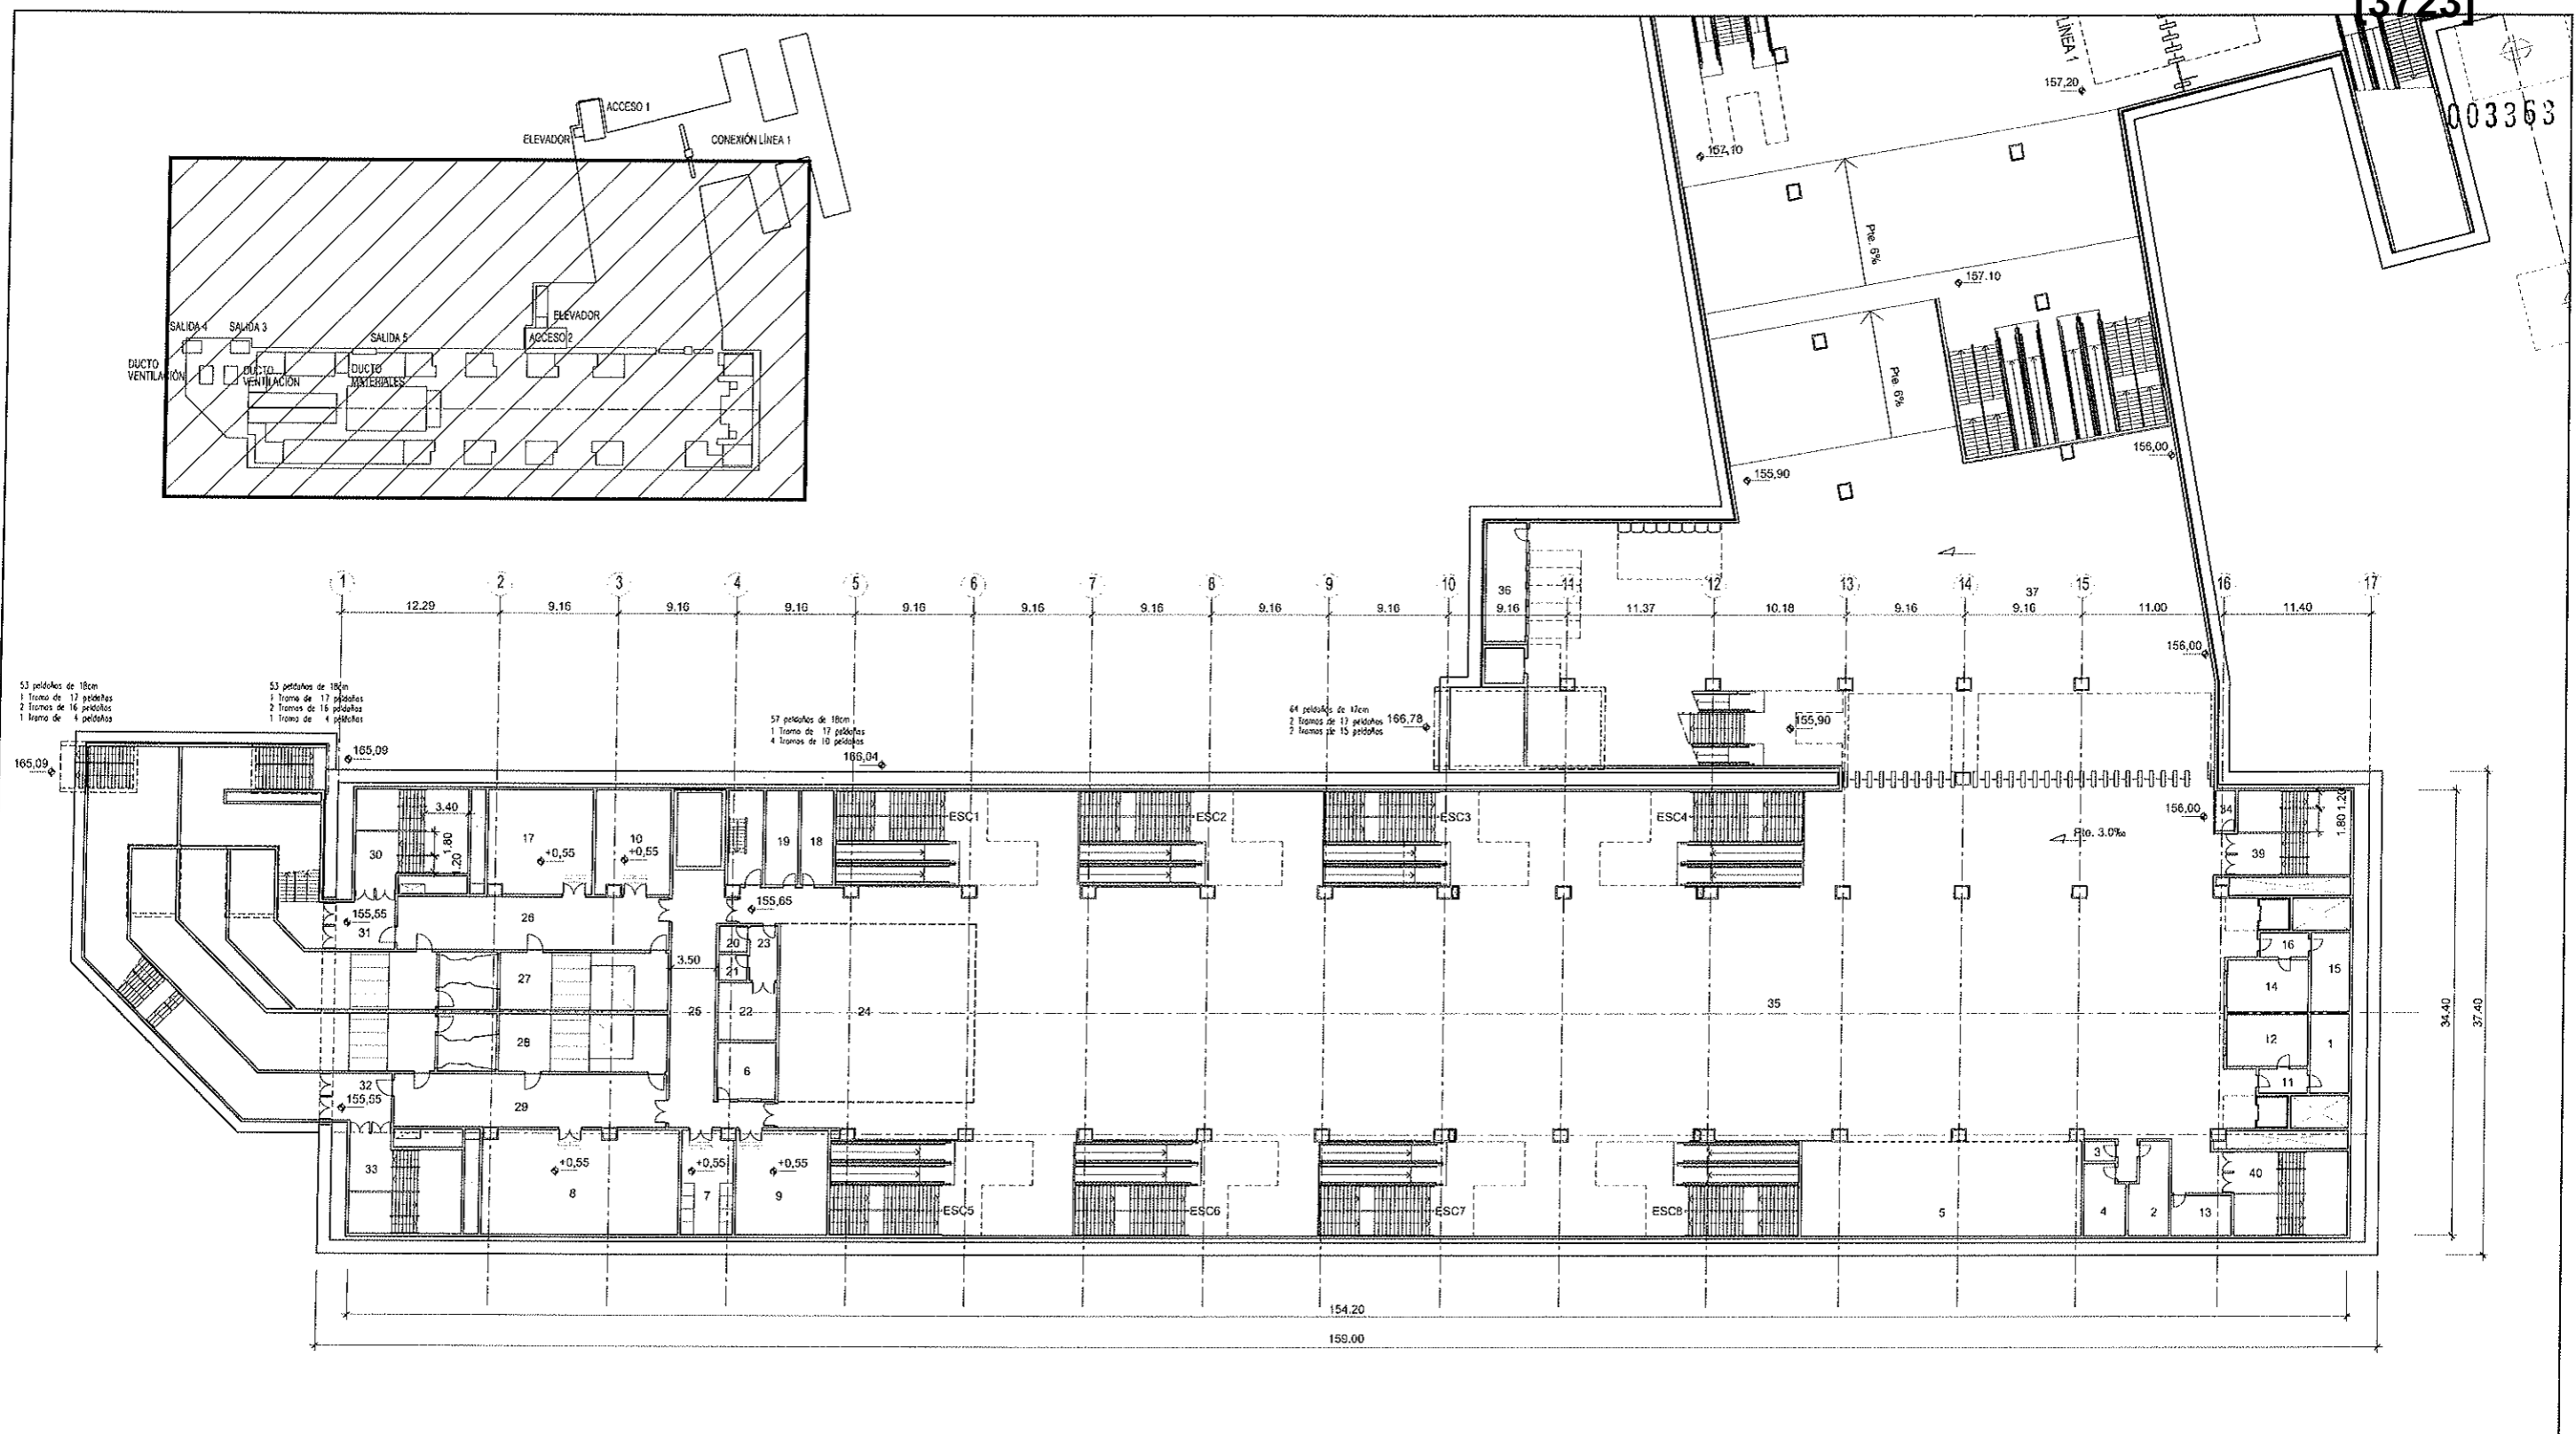 [3723]
003363
ACCESO 1
ELEVADOR
CONEXIÓN LÍNEA 1
ELEVADOR
ACCESO 2
SALIDA 4
SALIDA 3
SALIDA 5
DUCTO
VENTILACIÓN
DUCTO
VENTILACIÓN
DUCTO
MATERIALES
LÍNEA 1
157,20
157,10
Pte. 6%
157.10
Pte. 6%
156,00
155,90
1 2 3 4 5 6 7 8 9 10 11 12 13 14 15 16 17
36
37
12.29 9.16 9.16 9.16 9.16 9.16 9.16 9.16 9.16 9.16 11.37 10.18 9.16 9.16 11.00 11.40
156,00
53 peldaños de 18cm
1 Tramo de 17 peldaños
2 Tramos de 16 peldaños
1 Tramo de 4 peldaños
53 peldaños de 18cm
1 Tramo de 17 peldaños
2 Tramos de 16 peldaños
1 Tramo de 4 peldaños
57 peldaños de 18cm
1 Tramo de 17 peldaños
4 Tramos de 10 peldaños
64 peldaños de 17cm
2 Tramos de 17 peldaños
2 Tramos de 15 peldaños
166,78
155,90
165,09
165,09
166,04
3.40
1.80
1.20
30
17
+0,55
10
+0,55
19
18
ESC1
ESC2
ESC3
ESC4
156,00
34
Pte. 3.0‰
39
1.80 1.20
155,55
31
26
155,65
20
23
21
3.50
27
25
22
24
28
6
35
16
15
14
12
1
11
34.40
37.40
32
155,55
29
33
+0,55
8
+0,55
7
+0,55
9
ESC5
ESC6
ESC7
ESC8
5
3
4
2
13
40
154.20
159.00